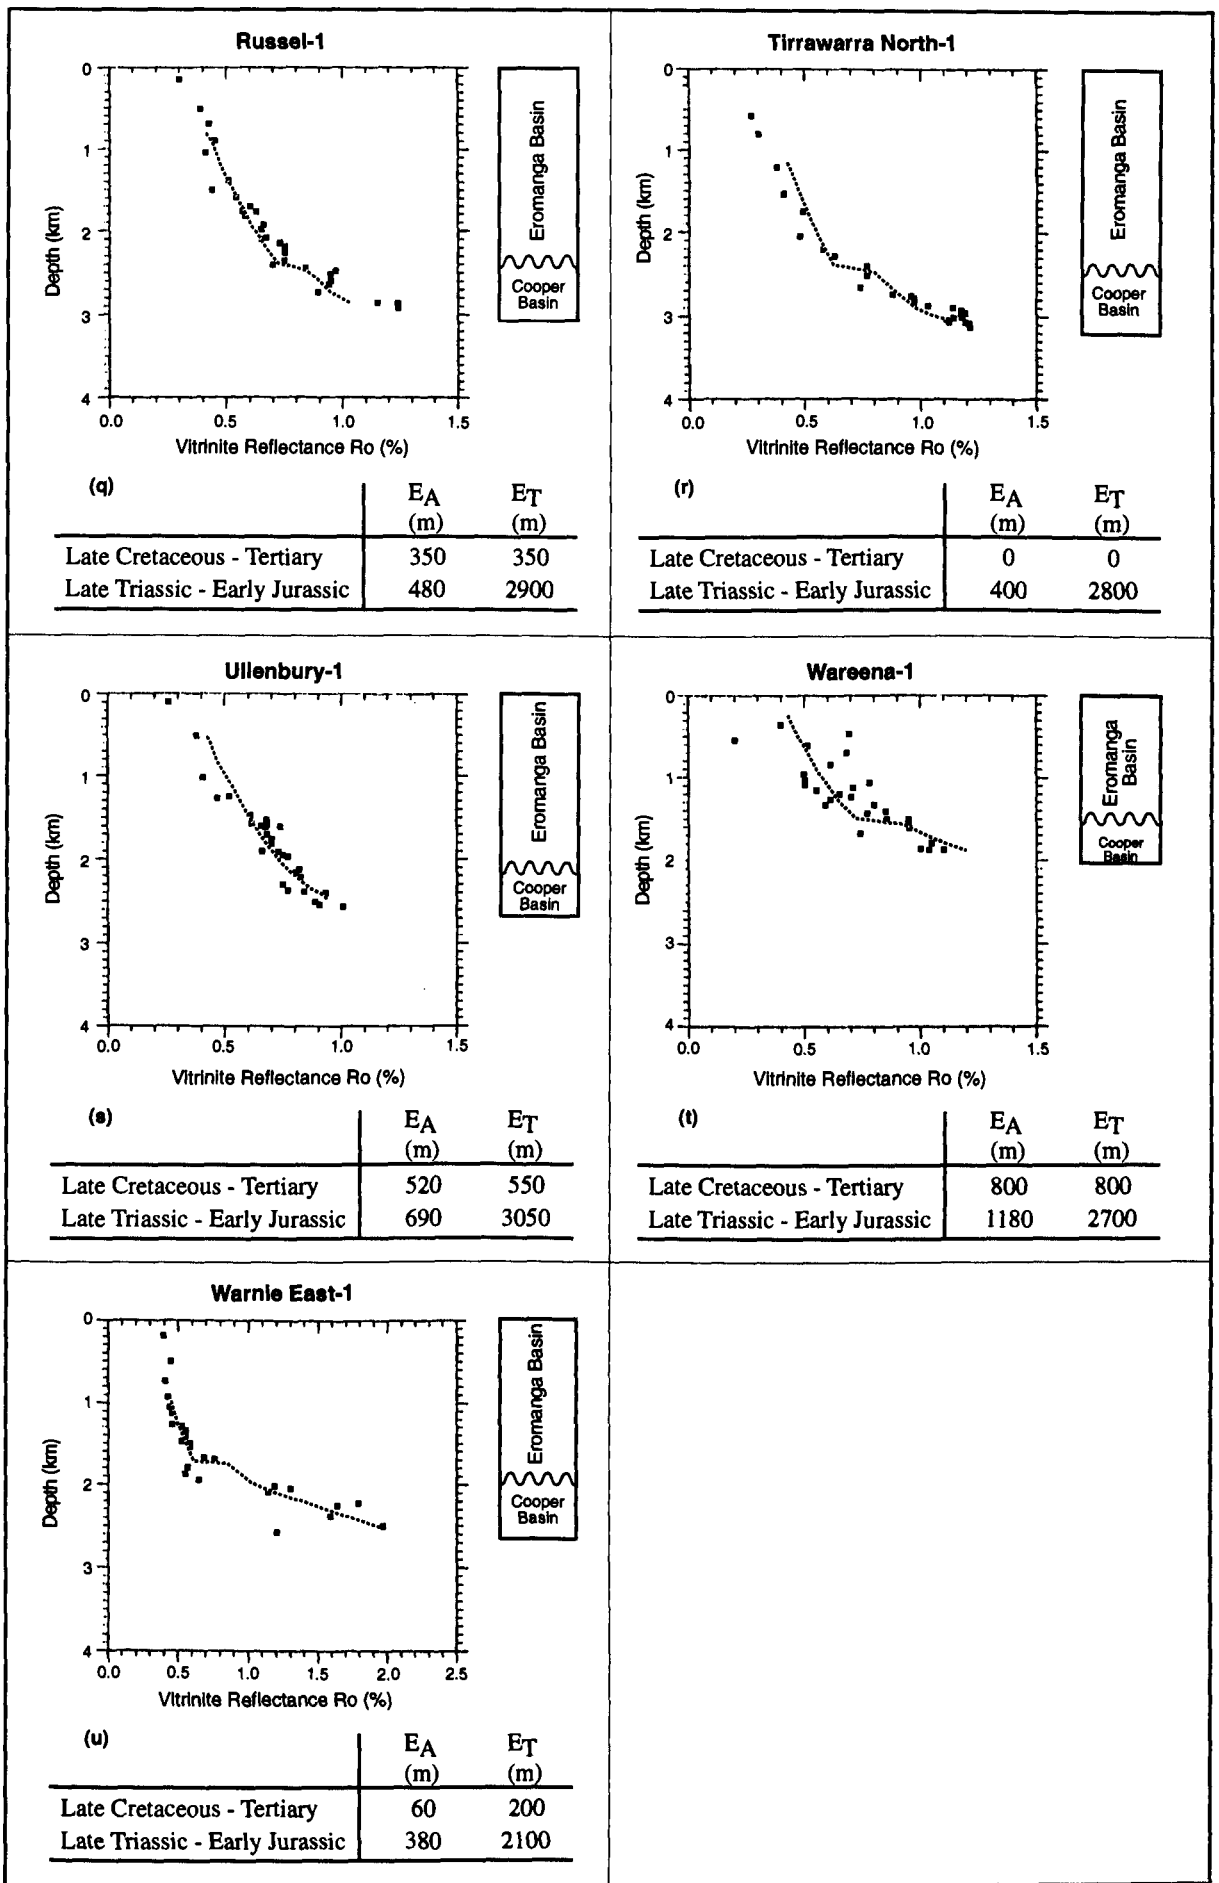 Russel-1
0
1
2
3
4
Depth (km)
0.0 0.5 1.0 1.5
Vitrinite Reflectance Ro (%)
Eromanga Basin
Cooper
Basin
(q) EA ET
(m) (m)
Late Cretaceous - Tertiary 350 350
Late Triassic - Early Jurassic 480 2900
Tirrawarra North-1
0
1
2
3
4
Depth (km)
0.0 0.5 1.0 1.5
Vitrinite Reflectance Ro (%)
Eromanga Basin
Cooper
Basin
(r) EA ET
(m) (m)
Late Cretaceous - Tertiary 0 0
Late Triassic - Early Jurassic 400 2800
Ullenbury-1
0
1
2
3
4
Depth (km)
0.0 0.5 1.0 1.5
Vitrinite Reflectance Ro (%)
Eromanga Basin
Cooper
Basin
(s) EA ET
(m) (m)
Late Cretaceous - Tertiary 520 550
Late Triassic - Early Jurassic 690 3050
Wareena-1
0
1
2
3
4
Depth (km)
0.0 0.5 1.0 1.5
Vitrinite Reflectance Ro (%)
Eromanga
Basin
Cooper
Basin
(t) EA ET
(m) (m)
Late Cretaceous - Tertiary 800 800
Late Triassic - Early Jurassic 1180 2700
Warnie East-1
0
1
2
3
4
Depth (km)
0.0 0.5 1.0 1.5 2.0 2.5
Vitrinite Reflectance Ro (%)
Eromanga Basin
Cooper
Basin
(u) EA ET
(m) (m)
Late Cretaceous - Tertiary 60 200
Late Triassic - Early Jurassic 380 2100